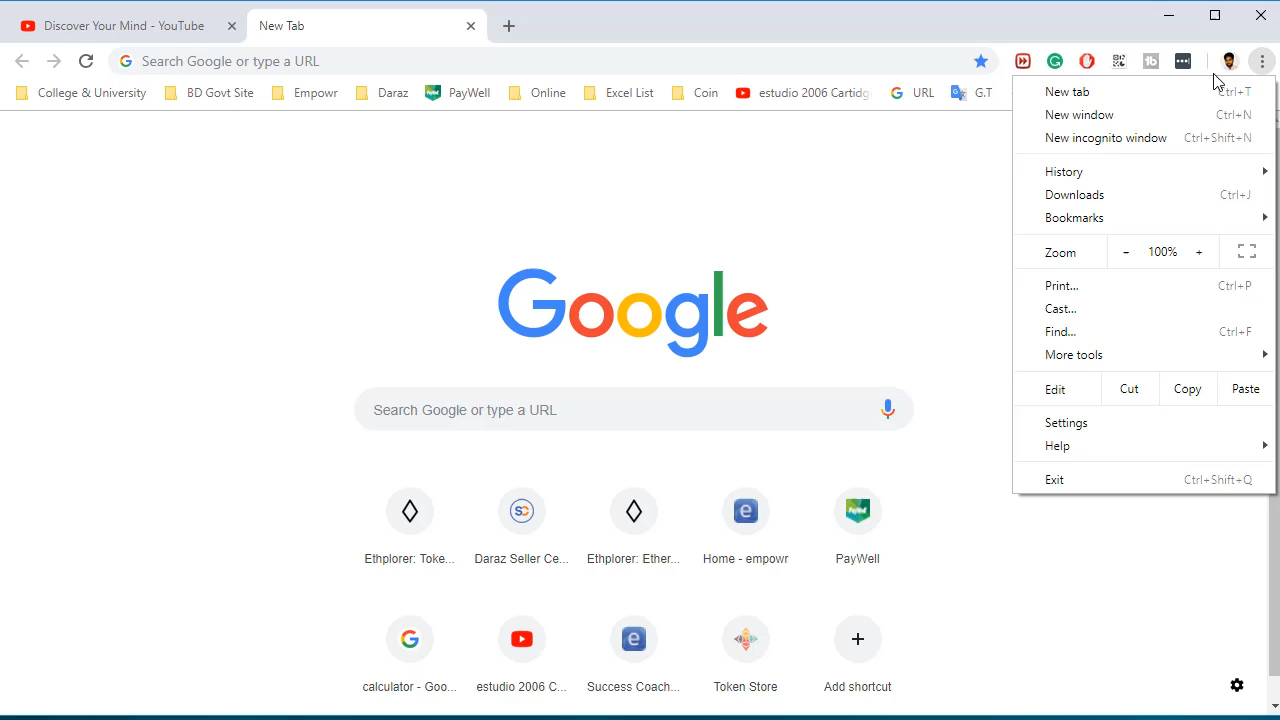 Discover Your Mind - YouTube
New Tab
Search Google or type a URL
College & University
BD Govt Site
Empowr
Daraz
PayWell
Online
Excel List
Coin
estudio 2006 Cartidg
URL
G.T
New tab Ctrl+T
New window Ctrl+N
New incognito window Ctrl+Shift+N
History
Downloads Ctrl+J
Bookmarks
Zoom - 100% +
Print... Ctrl+P
Cast...
Find... Ctrl+F
More tools
Edit Cut Copy Paste
Settings
Help
Exit Ctrl+Shift+Q
Google
Search Google or type a URL
Ethplorer: Toke...
Daraz Seller Ce...
Ethplorer: Ether...
Home - empowr
PayWell
calculator - Goo...
estudio 2006 C...
Success Coach...
Token Store
Add shortcut